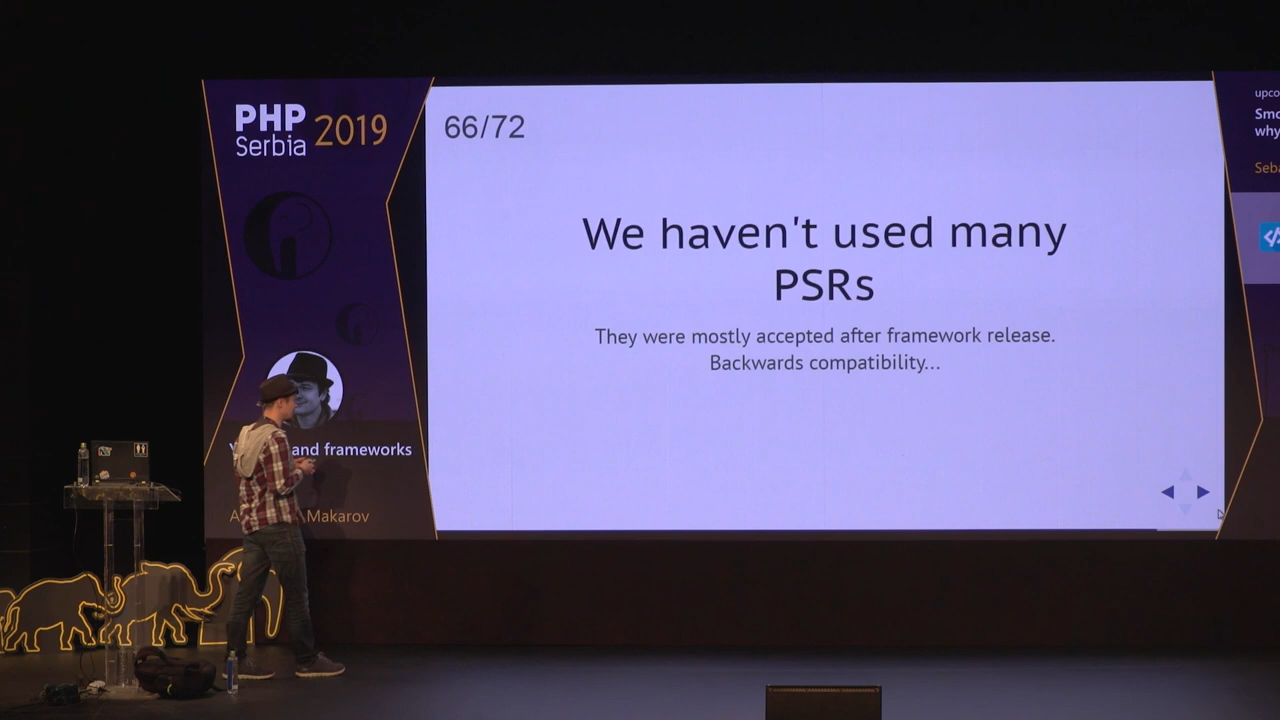 PHP
Serbia
2019
66/72
We haven't used many
PSRs
They were mostly accepted after framework release.
Backwards compatibility...
and frameworks
Makarov
why